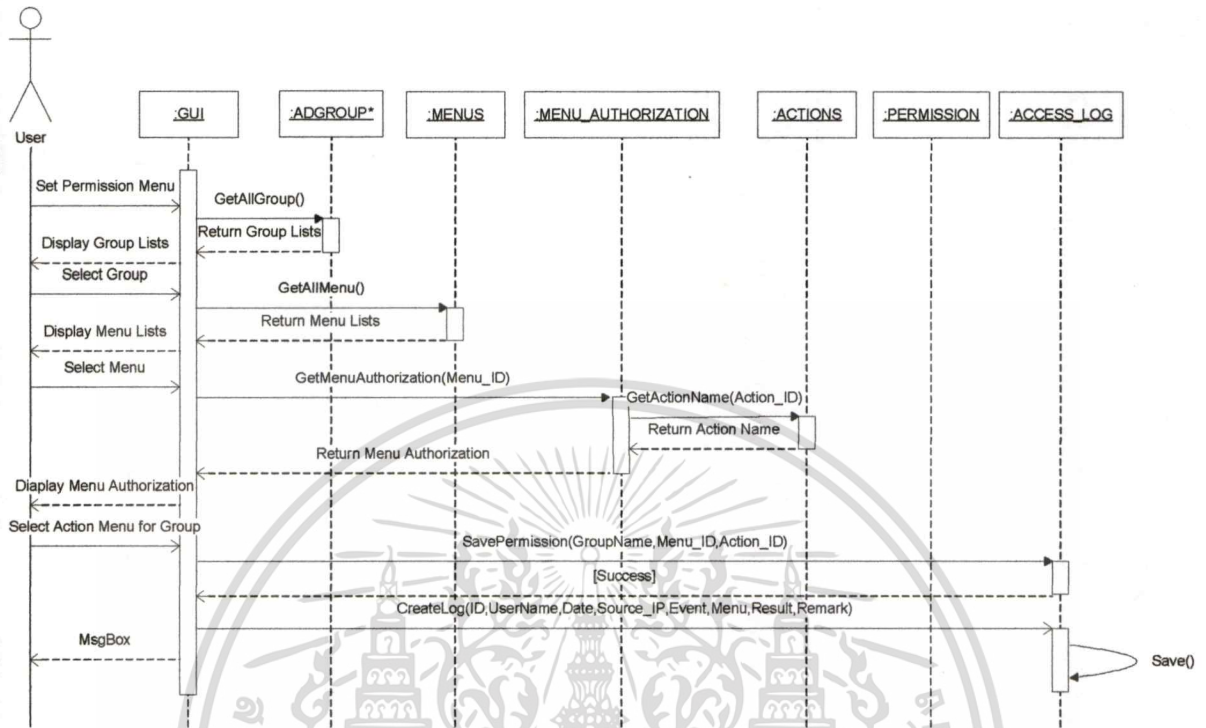 User
:GUI
:ADGROUP*
:MENUS
:MENU_AUTHORIZATION
:ACTIONS
:PERMISSION
:ACCESS_LOG
Set Permission Menu
GetAllGroup()
Return Group Lists
Display Group Lists
Select Group
GetAllMenu()
Return Menu Lists
Display Menu Lists
Select Menu
GetMenuAuthorization(Menu_ID)
GetActionName(Action_ID)
Return Action Name
Return Menu Authorization
Diaplay Menu Authorization
Select Action Menu for Group
SavePermission(GroupName,Menu_ID,Action_ID)
[Success]
CreateLog(ID,UserName,Date,Source_IP,Event,Menu,Result,Remark)
MsgBox
Save()